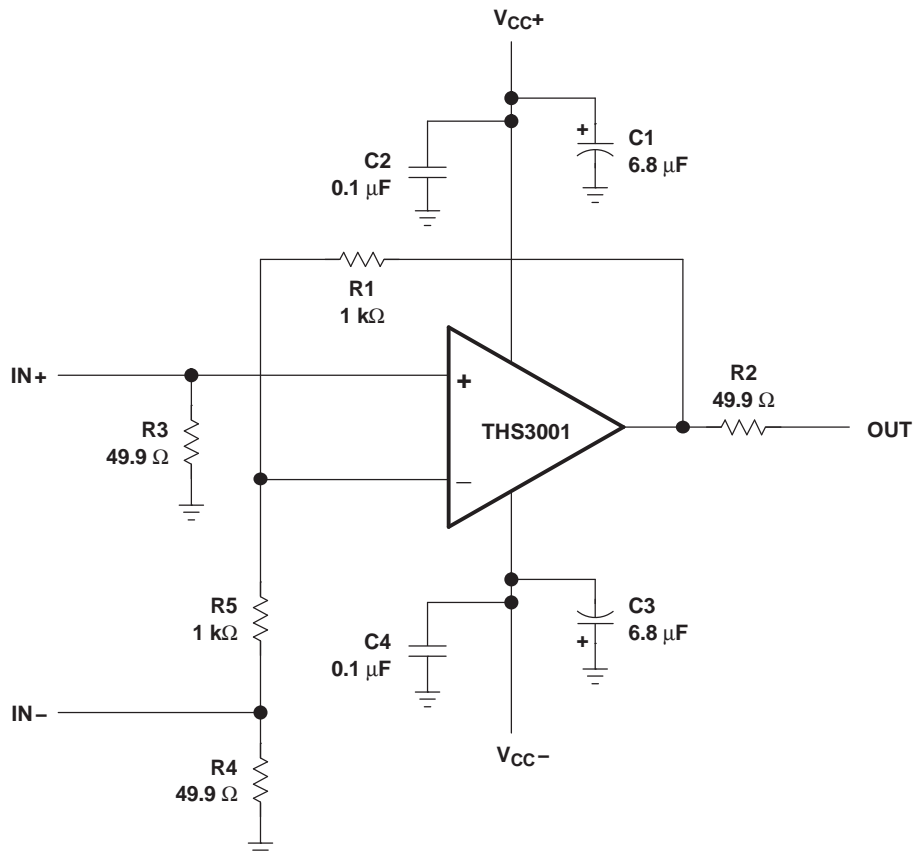 VCC+
C2
0.1 μF
+
C1
6.8 μF
R1
1 kΩ
IN+
+
R3
49.9 Ω
THS3001
R2
49.9 Ω
OUT
−
R5
1 kΩ
C4
0.1 μF
C3
6.8 μF
+
IN−
VCC−
R4
49.9 Ω